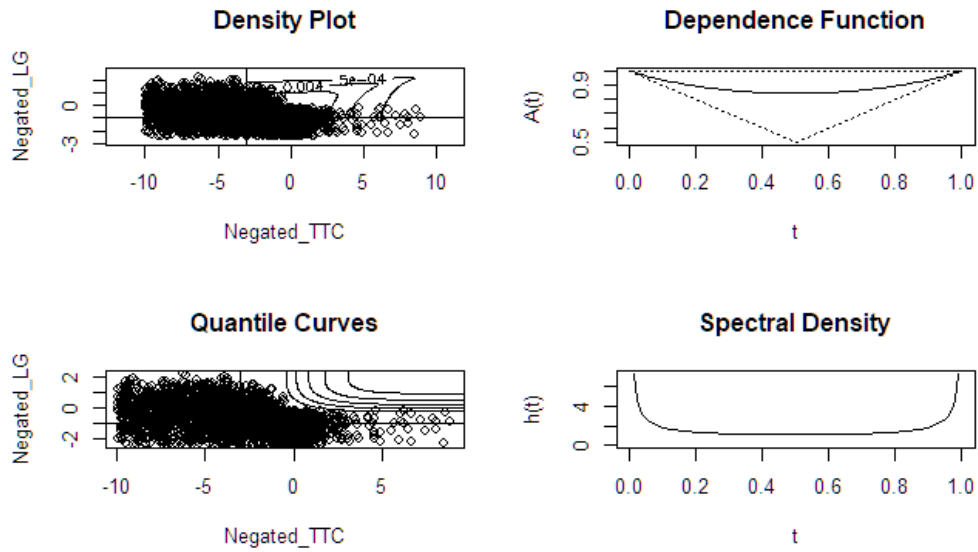 Density Plot
Negated_LG
0
-3
5e-04
0.004
-10 -5 0 5 10
Negated_TTC
Dependence Function
A(t)
0.9
0.5
0.0 0.2 0.4 0.6 0.8 1.0
t
Quantile Curves
Negated_LG
2
0
-2
-10 -5 0 5
Negated_TTC
Spectral Density
h(t)
4
0
0.0 0.2 0.4 0.6 0.8 1.0
t